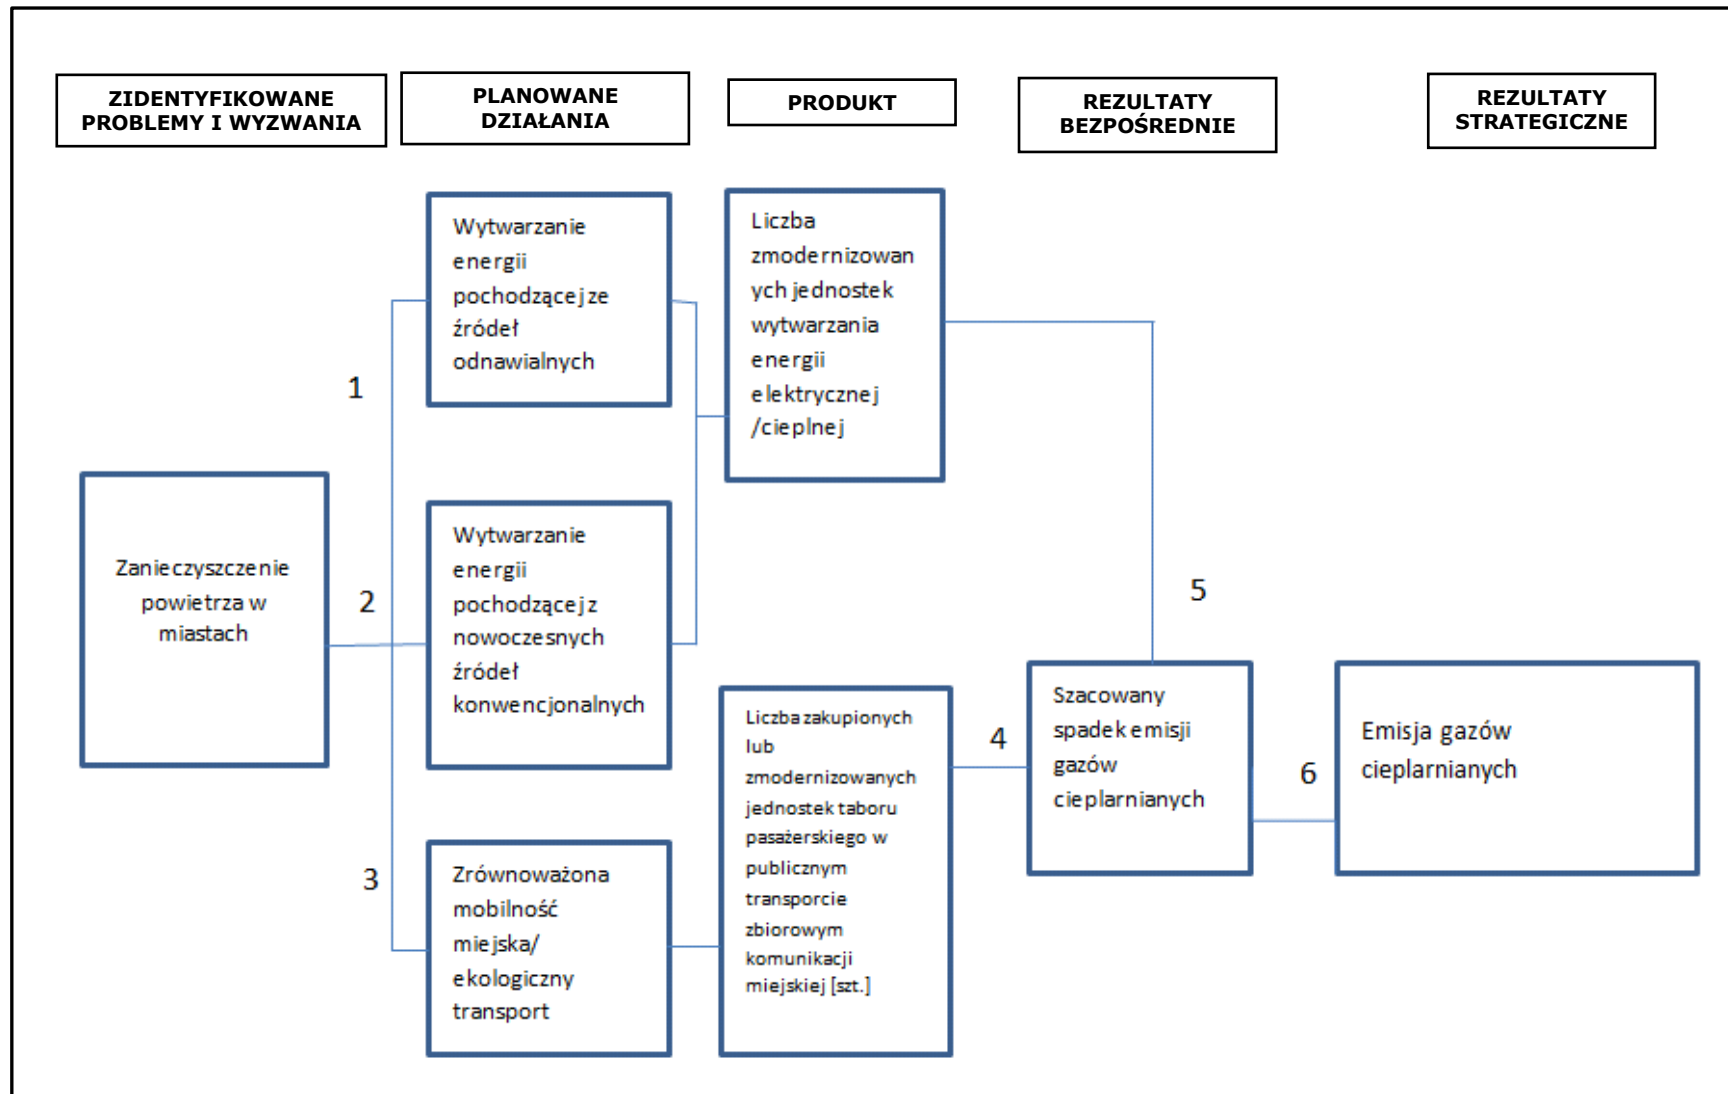 ZIDENTYFIKOWANE
PROBLEMY I WYZWANIA
PLANOWANE
DZIAŁANIA
PRODUKT
REZULTATY
BEZPOŚREDNIE
REZULTATY
STRATEGICZNE
Zanieczyszczenie
powietrza w
miastach
1
2
3
Wytwarzanie
energii
pochodzącej ze
źródeł
odnawialnych
Wytwarzanie
energii
pochodzącej z
nowoczesnych
źródeł
konwencjonalnych
Zrównoważona
mobilność
miejska/
ekologiczny
transport
Liczba
zmodernizowan
ych jednostek
wytwarzania
energii
elektrycznej
/cieplnej
Liczba zakupionych
lub
zmodernizowanych
jednostek taboru
pasażerskiego w
publicznym
transporcie
zbiorowym
komunikacji
miejskiej [szt.]
4
5
Szacowany
spadek emisji
gazów
cieplarnianych
6
Emisja gazów
cieplarnianych